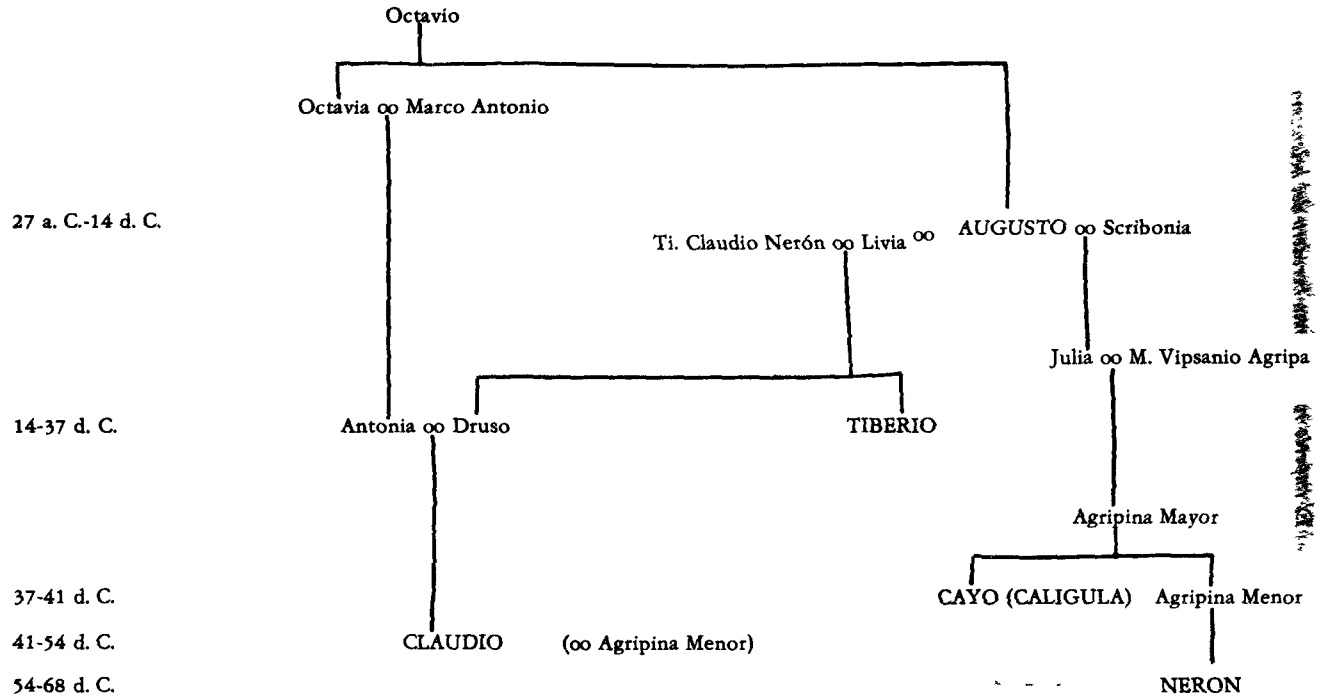 Octavio
Octavia oo Marco Antonio
27 a. C.-14 d. C.
Ti. Claudio Nerón oo Livia oo AUGUSTO oo Scribonia
Julia oo M. Vipsanio Agripa
14-37 d. C. Antonia oo Druso TIBERIO
Agripina Mayor
37-41 d. C. CAYO (CALIGULA) Agripina Menor
41-54 d. C. CLAUDIO (oo Agripina Menor)
54-68 d. C. NERON